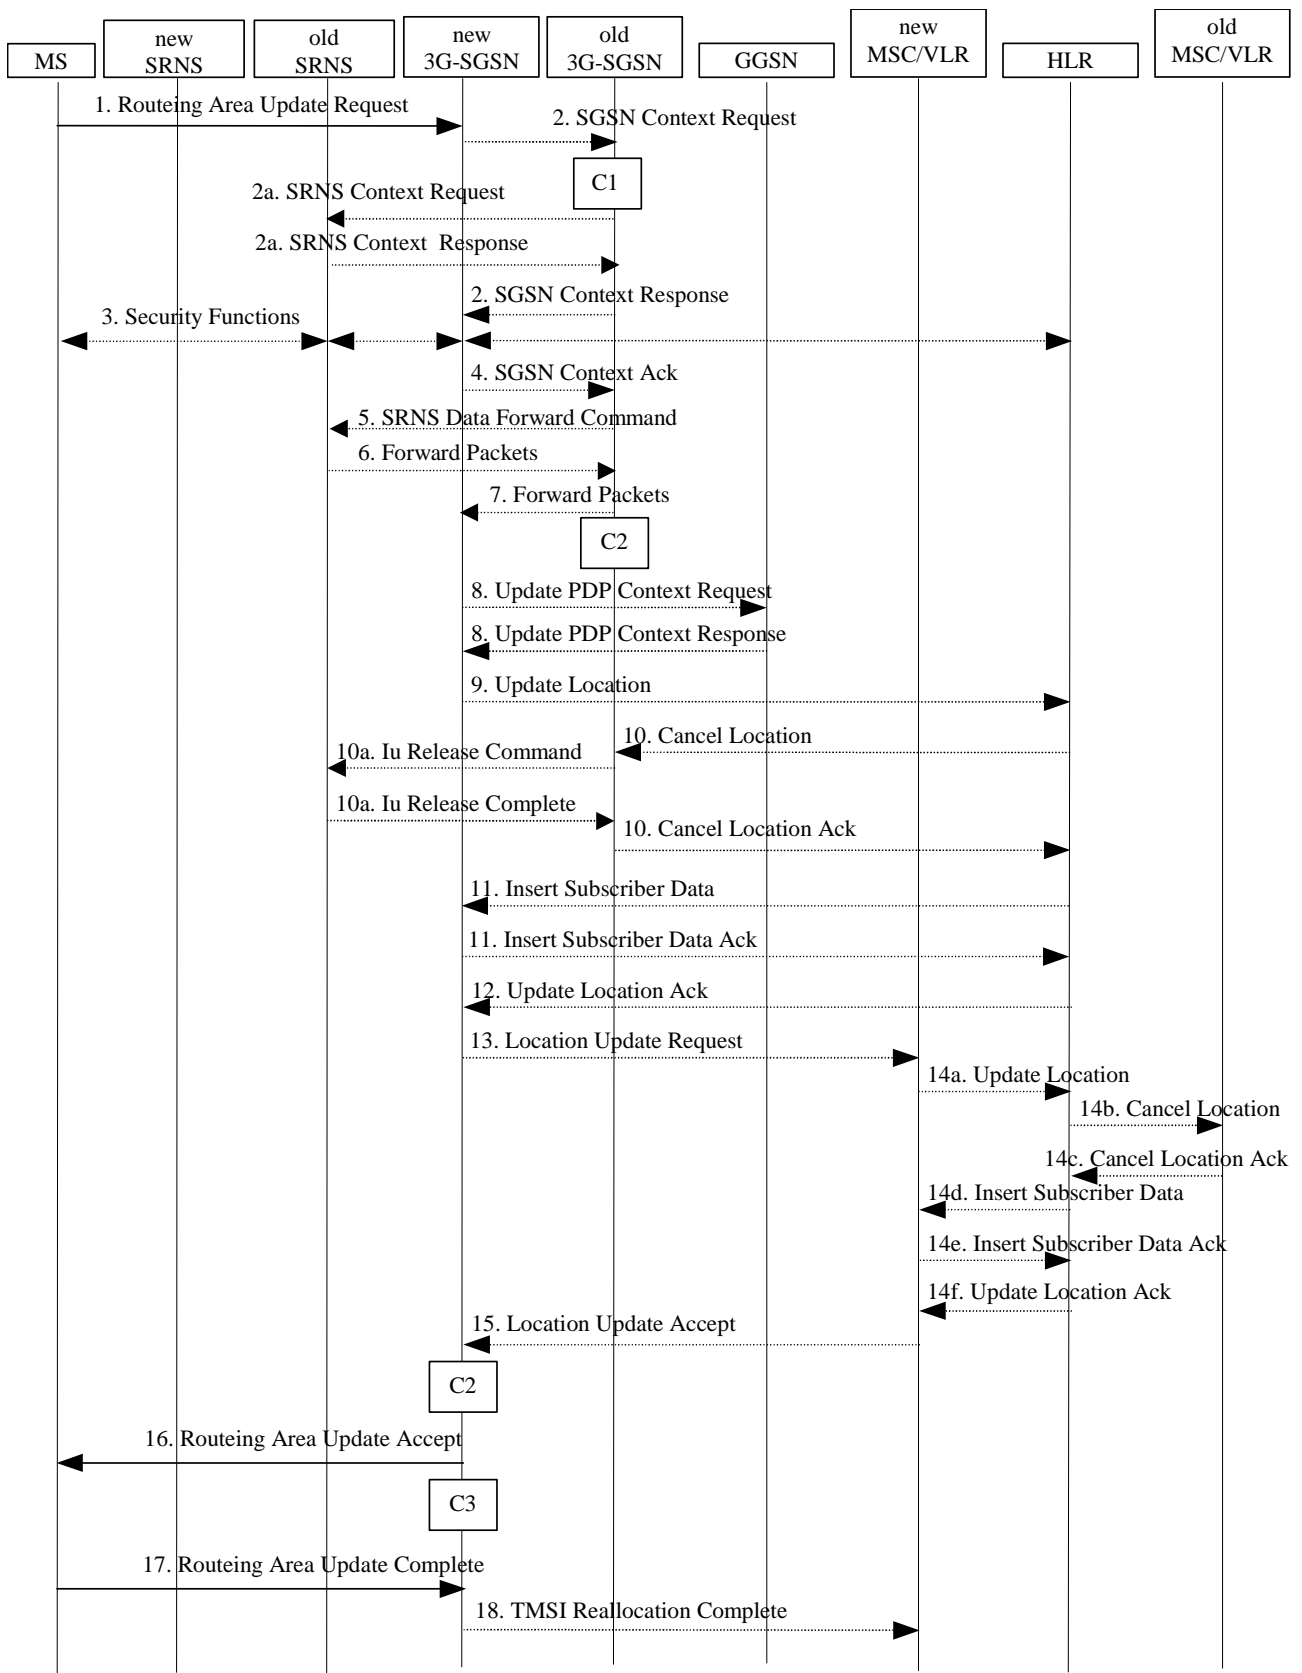 MS
new
SRNS
old
SRNS
new
3G-SGSN
old
3G-SGSN
GGSN
new
MSC/VLR
HLR
old
MSC/VLR
1. Routeing Area Update Request
2. SGSN Context Request
C1
2a. SRNS Context Request
2a. SRNS Context Response
2. SGSN Context Response
3. Security Functions
4. SGSN Context Ack
5. SRNS Data Forward Command
6. Forward Packets
7. Forward Packets
C2
8. Update PDP Context Request
8. Update PDP Context Response
9. Update Location
10. Cancel Location
10a. Iu Release Command
10a. Iu Release Complete
10. Cancel Location Ack
11. Insert Subscriber Data
11. Insert Subscriber Data Ack
12. Update Location Ack
13. Location Update Request
14a. Update Location
14b. Cancel Location
14c. Cancel Location Ack
14d. Insert Subscriber Data
14e. Insert Subscriber Data Ack
14f. Update Location Ack
15. Location Update Accept
C2
16. Routeing Area Update Accept
C3
17. Routeing Area Update Complete
18. TMSI Reallocation Complete